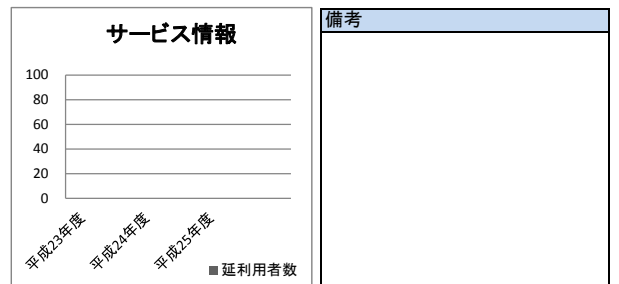 サービス情報
100
80
60
40
20
0
平成23年度
平成24年度
平成25年度
■延利用者数
備考